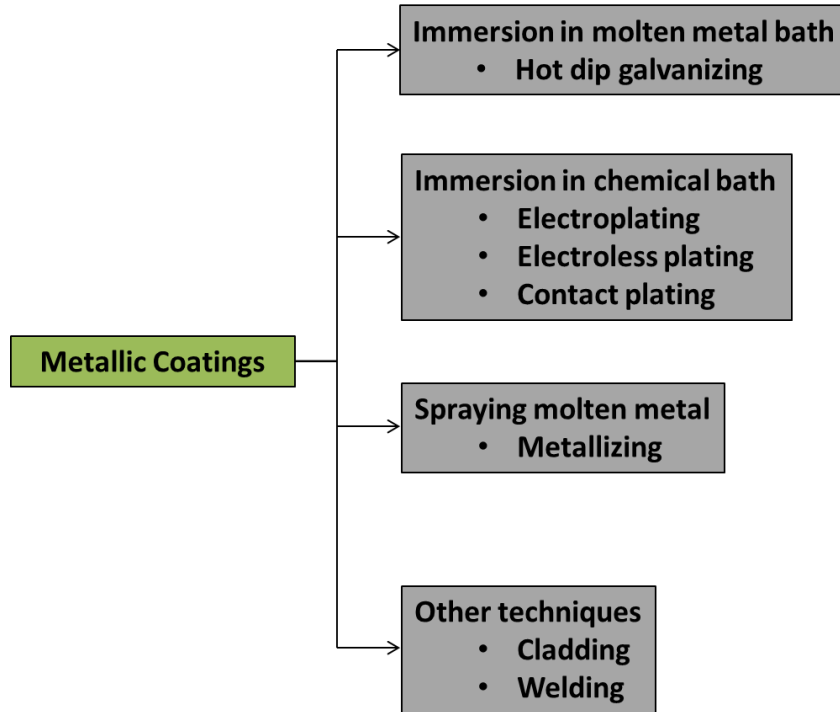 Immersion in molten metal bath
• Hot dip galvanizing
Immersion in chemical bath
• Electroplating
• Electroless plating
• Contact plating
Metallic Coatings
Spraying molten metal
• Metallizing
Other techniques
• Cladding
• Welding